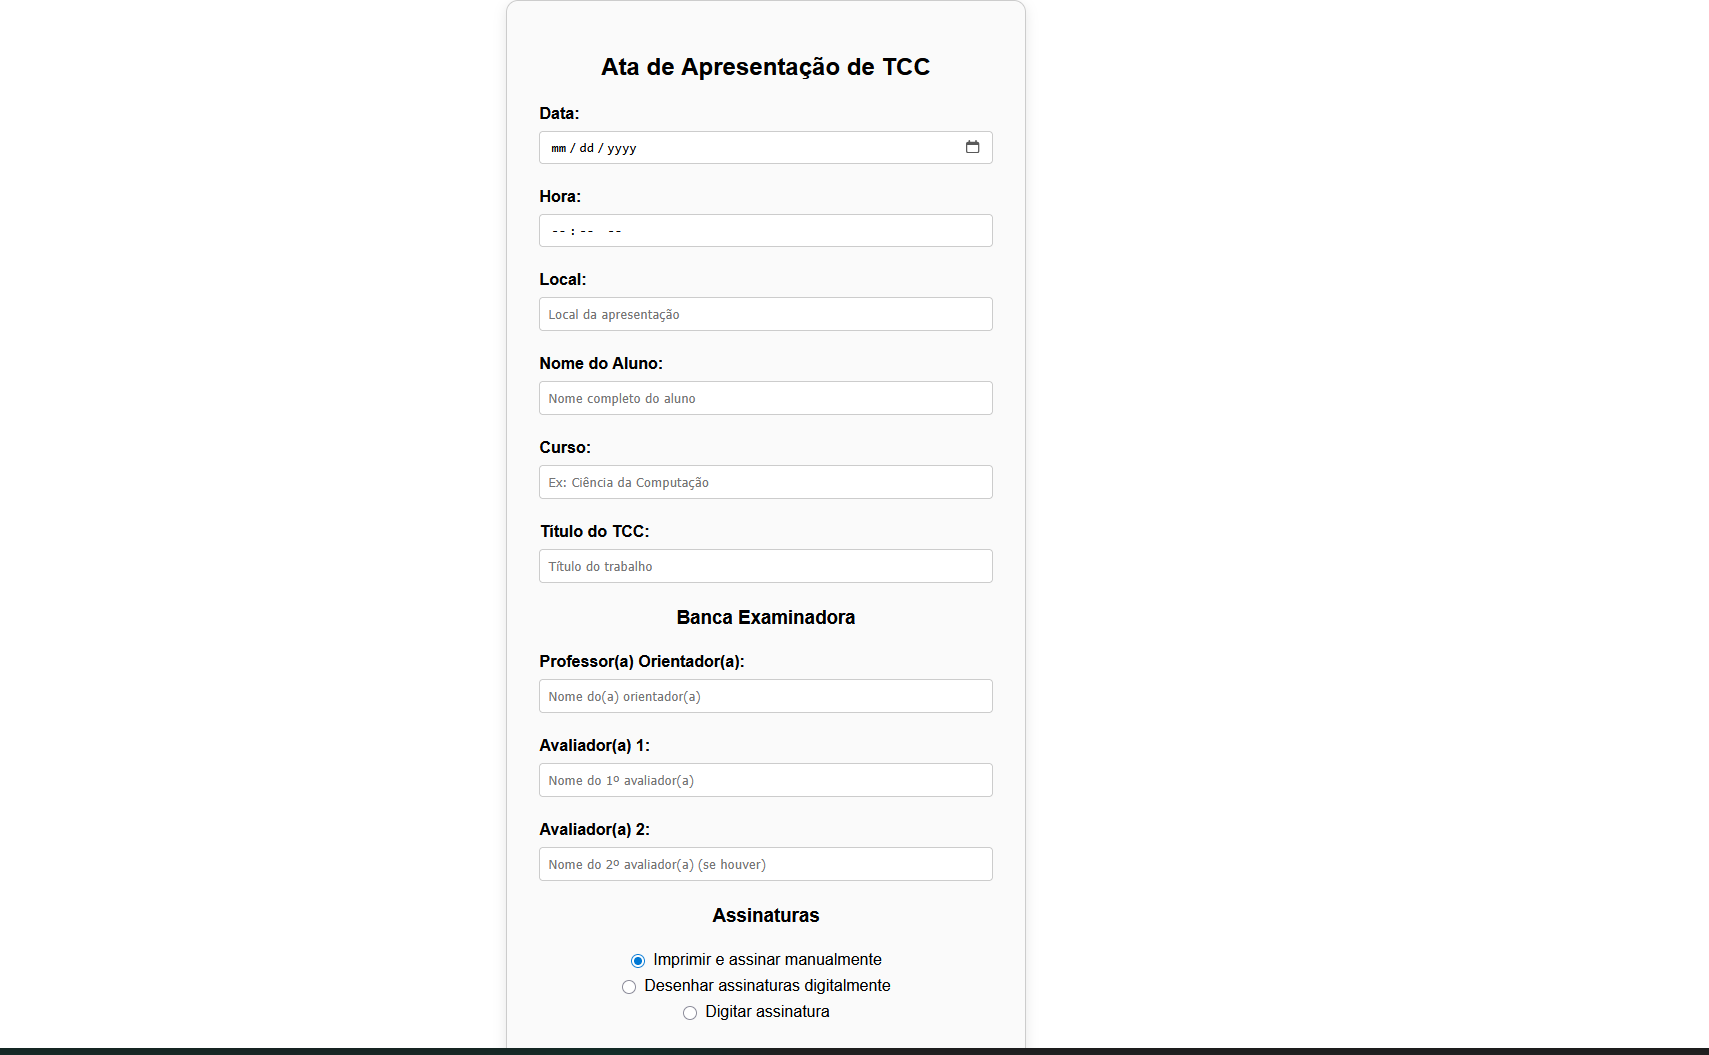 Ata de Apresentação de TCC
Data:
mm/dd/yyyy
Hora:
--:-- --
Local:
Local da apresentação
Nome do Aluno:
Nome completo do aluno
Curso:
Ex: Ciência da Computação
Título do TCC:
Título do trabalho
Banca Examinadora
Professor(a) Orientador(a):
Nome do(a) orientador(a)
Avaliador(a) 1:
Nome do 1º avaliador(a)
Avaliador(a) 2:
Nome do 2º avaliador(a) (se houver)
Assinaturas
Imprimir e assinar manualmente
Desenhar assinaturas digitalmente
Digitar assinatura